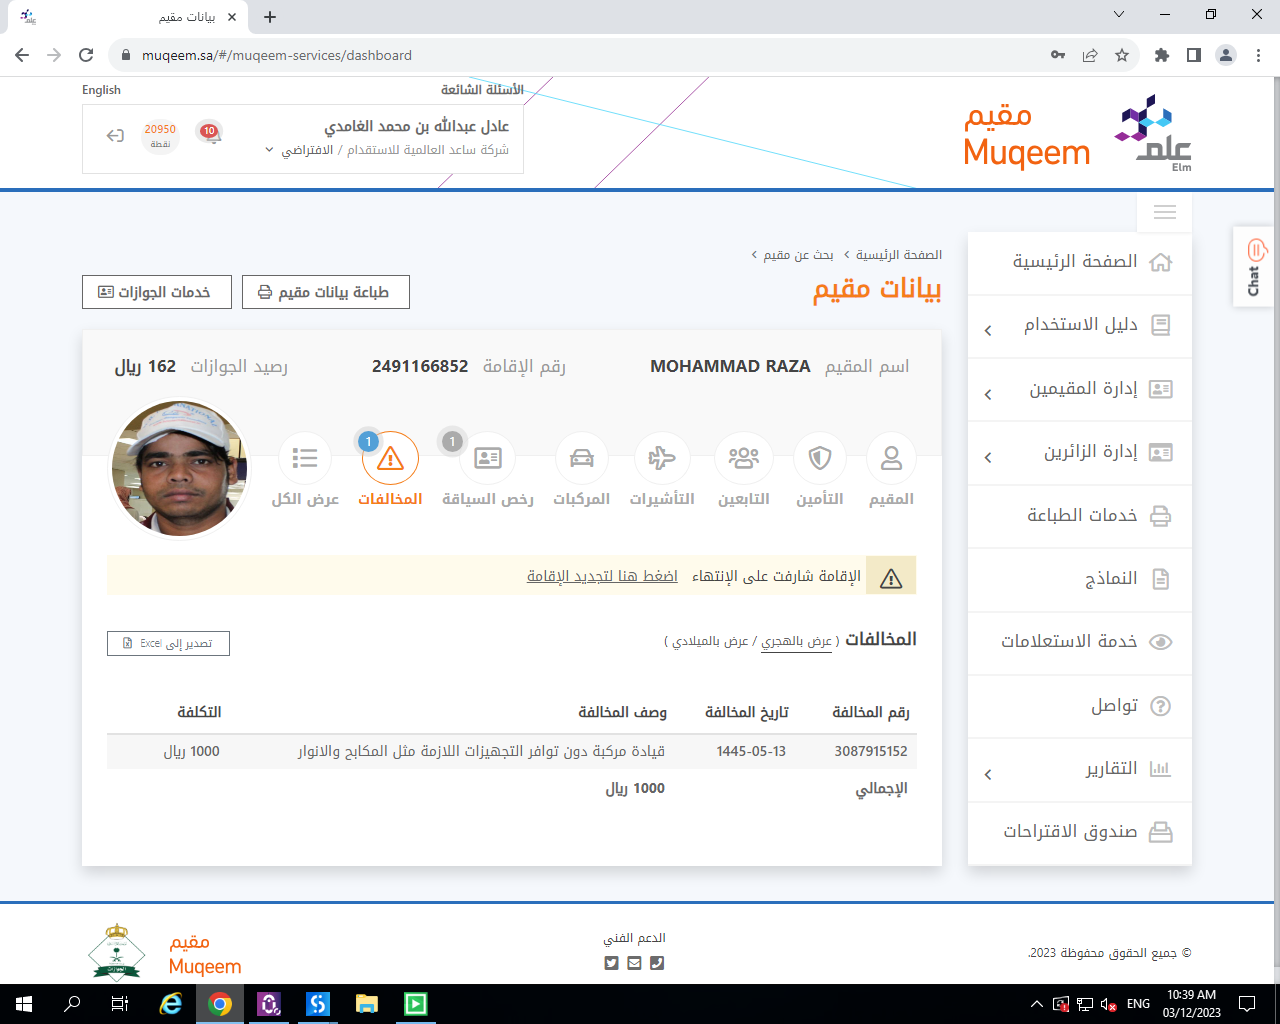 بيانات مقيم
muqeem.sa/#/muqeem-services/dashboard
English
الأسئلة الشائعة
عادل عبدالله بن محمد الغامدي
شركة ساعد العالمية للاستقدام / الافتراضي
10
20950
نقطة
مقيم
Muqeem
علم
Elm
Chat
الصفحة الرئيسية
دليل الاستخدام
إدارة المقيمين
إدارة الزائرين
خدمات الطباعة
النماذج
خدمة الاستعلامات
تواصل
التقارير
صندوق الاقتراحات
الصفحة الرئيسية > بحث عن مقيم >
بيانات مقيم
طباعة بيانات مقيم
خدمات الجوازات
اسم المقيم MOHAMMAD RAZA
رقم الإقامة 2491166852
رصيد الجوازات 162 ريال
المقيم
التأمين
التابعين
التأشيرات
المركبات
1
رخص السياقة
1
المخالفات
عرض الكل
الإقامة شارفت على الإنتهاء اضغط هنا لتجديد الإقامة
المخالفات ( عرض بالهجري / عرض بالميلادي )
تصدير إلى Excel
رقم المخالفة تاريخ المخالفة وصف المخالفة التكلفة
3087915152 1445-05-13 قيادة مركبة دون توافر التجهيزات اللازمة مثل المكابح والانوار 1000 ريال
الإجمالي 1000 ريال
© جميع الحقوق محفوظة 2023.
الدعم الفني
مقيم
Muqeem
ENG
10:39 AM
03/12/2023